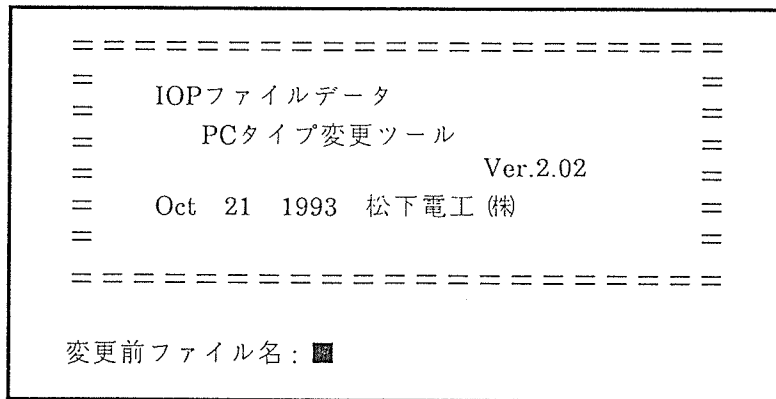 = = = = = = = = = = = = = = = = = = = = =
= IOPファイルデータ =
= PCタイプ変更ツール =
= Ver.2.02 =
= Oct 21 1993 松下電工㈱ =
= =
= = = = = = = = = = = = = = = = = = = = =
変更前ファイル名:■